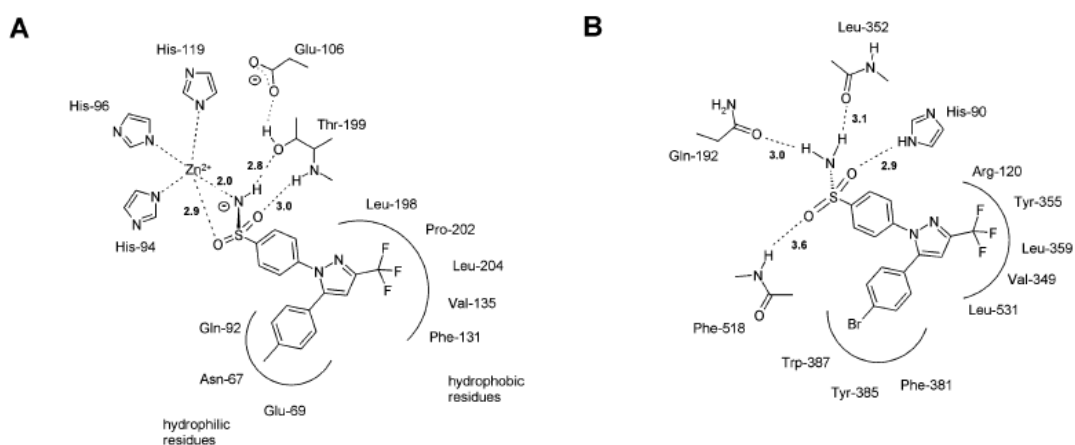 A
His-119
Glu-106
O
⊖
O
N
N
His-96
N
N
H
O
Thr-199
Zn2+
2.8
H
N
2.0
H
N
⊖
N
N
2.9
O
3.0
O
S
His-94
Leu-198
Pro-202
N
N
F
F
F
Leu-204
Val-135
Phe-131
Gln-92
Asn-67
Glu-69
hydrophilic
residues
hydrophobic
residues
B
Leu-352
H
N
O
H2N
O
Gln-192
3.1
3.0
H
H
N
His-90
N
HN
2.9
O
S
O
Arg-120
Tyr-355
Leu-359
Val-349
Leu-531
N
N
F
F
F
3.6
H
N
O
Phe-518
Br
Trp-387
Tyr-385
Phe-381